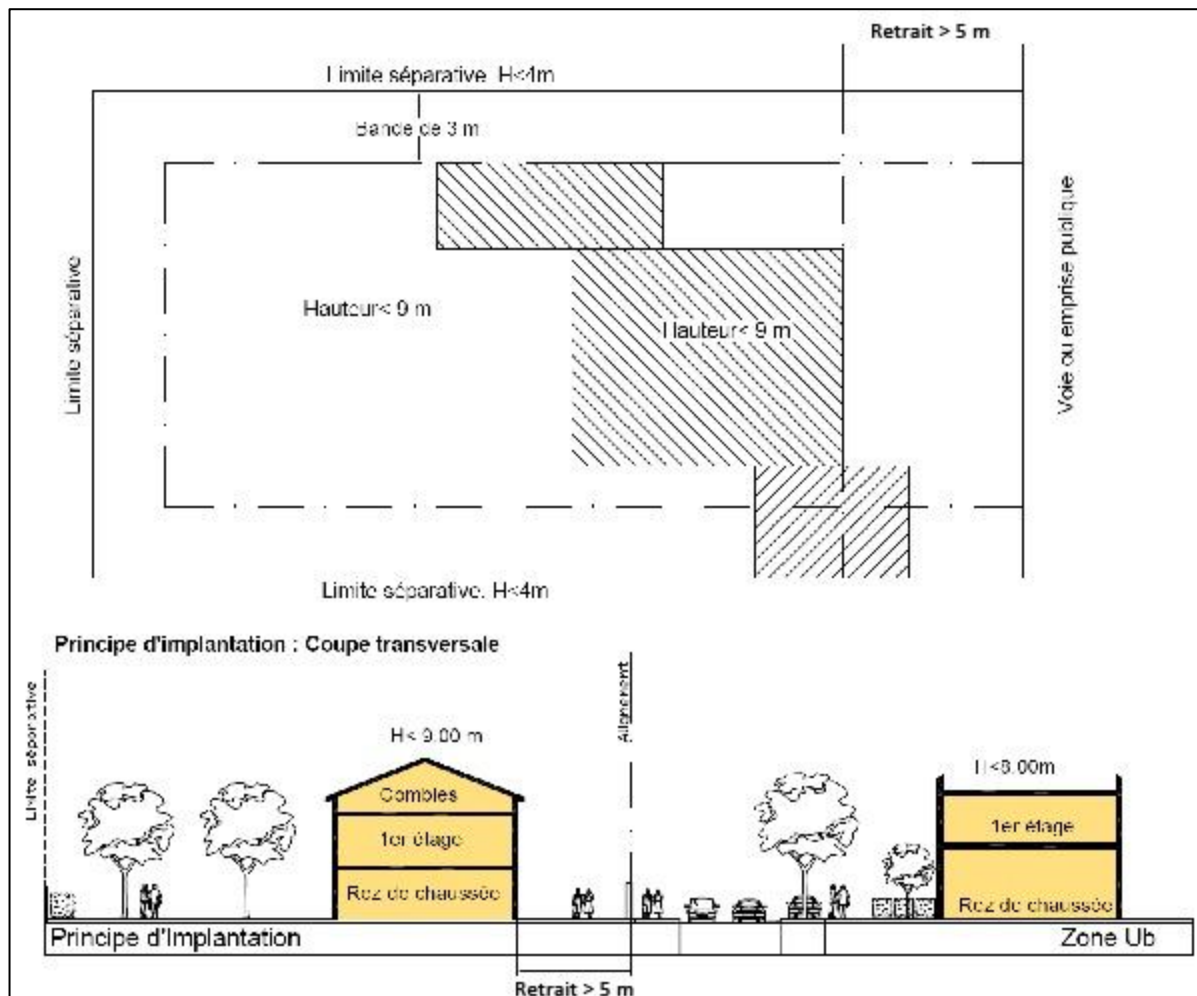 Retrait > 5 m
Limite séparative. H<4m
Bande de 3 m
Limite séparative
Hauteur< 9 m
Hauteur< 9 m
Voie ou emprise publique
Limite séparative. H<4m
Principe d'implantation : Coupe transversale
Limite séparative
H< 9.00 m
Alignement
Combles
1er étage
Rez de chaussée
H<8.00m
1er étage
Rez de chaussée
Principe d'Implantation
Zone Ub
Retrait > 5 m